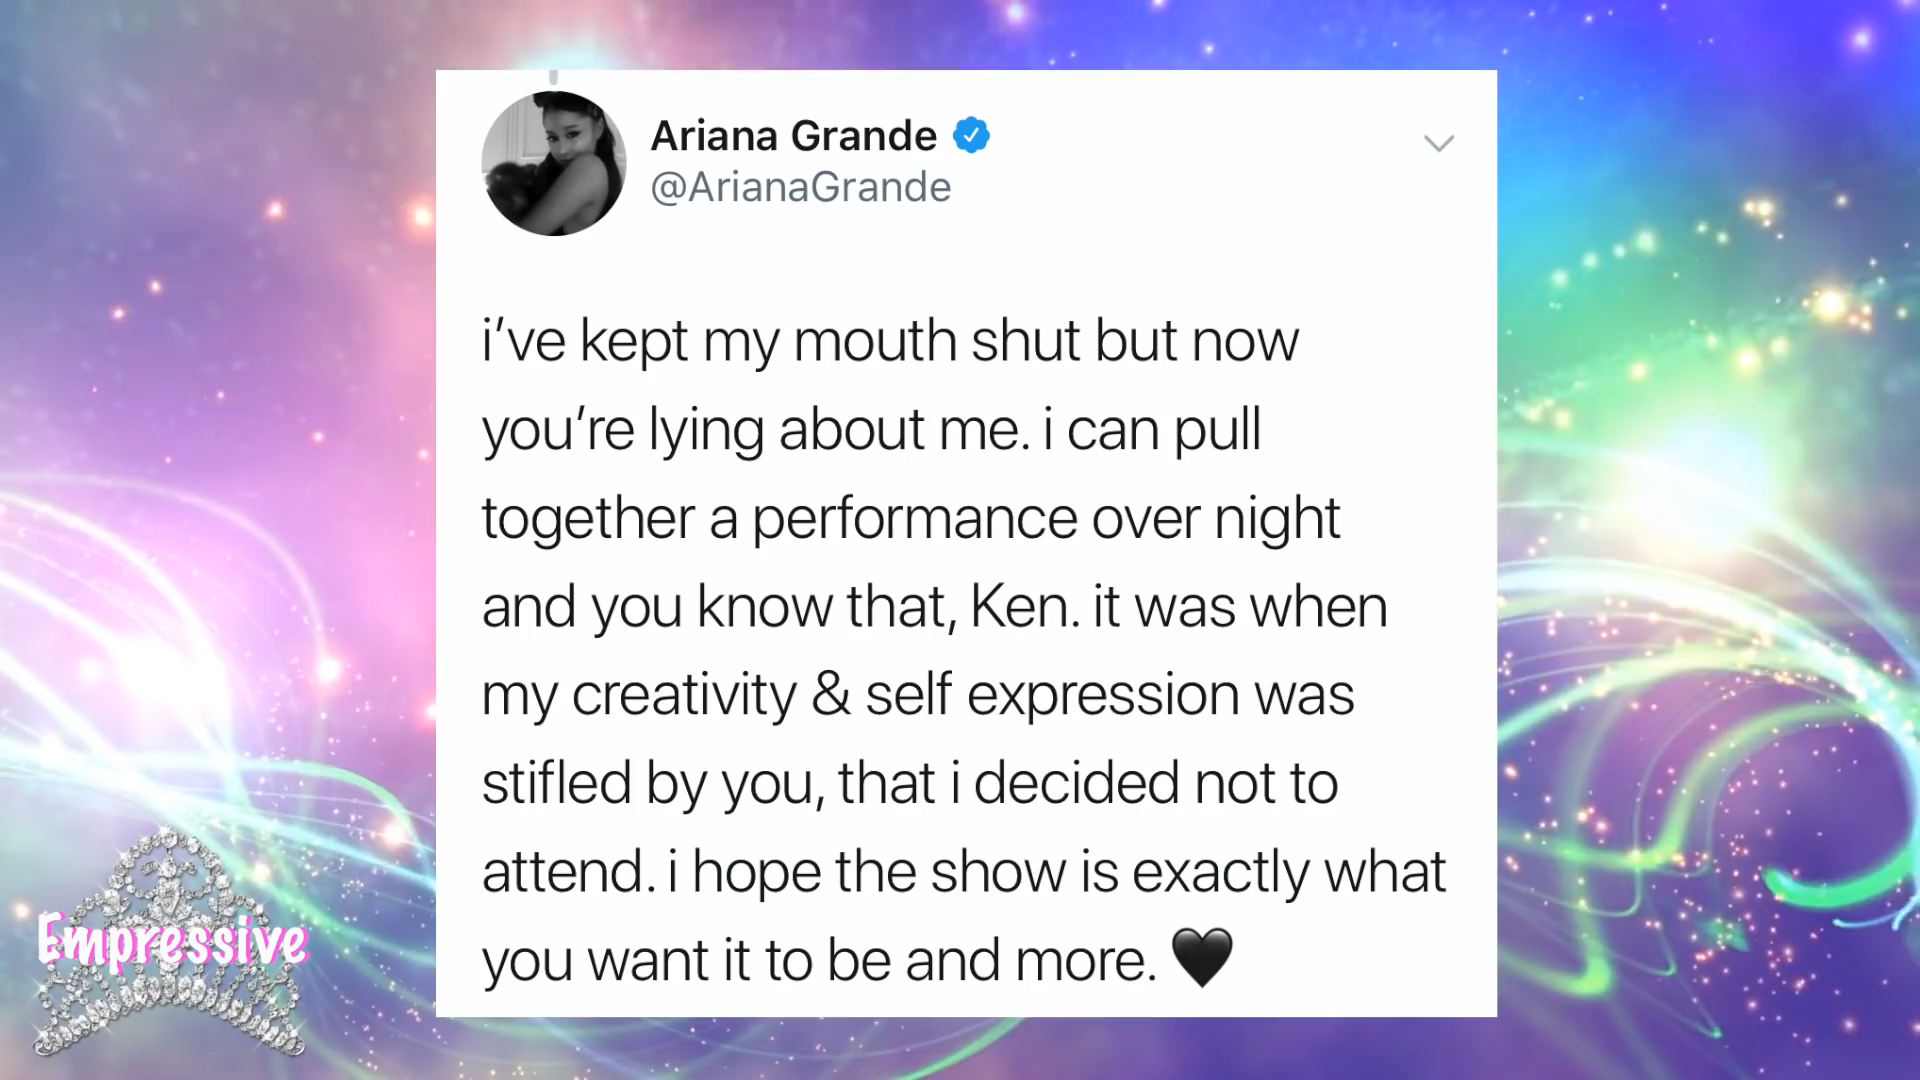 Ariana Grande
@ArianaGrande
i’ve kept my mouth shut but now
you’re lying about me. i can pull
together a performance over night
and you know that, Ken. it was when
my creativity & self expression was
stifled by you, that i decided not to
attend. i hope the show is exactly what
you want it to be and more. 🖤
Empressive